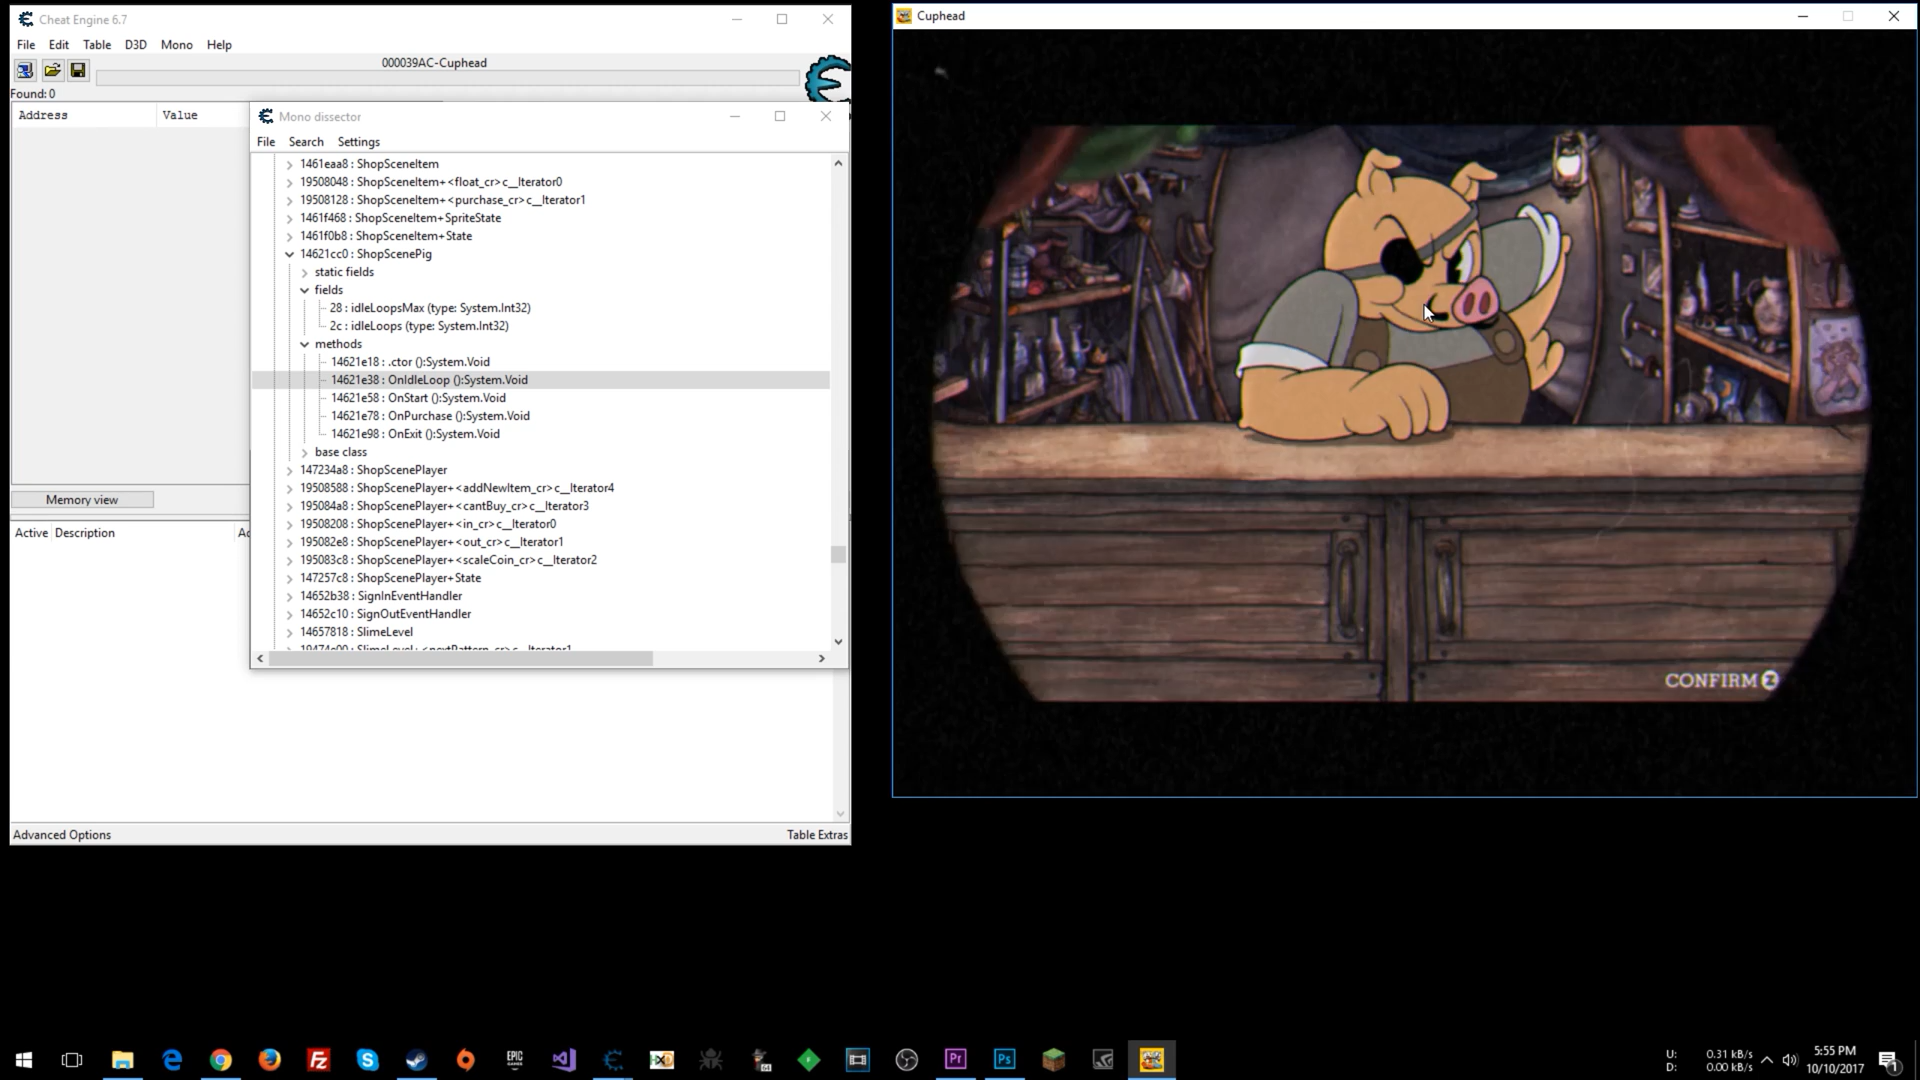 Cheat Engine 6.7
File Edit Table D3D Mono Help
000039AC-Cuphead
Found: 0
Address Value
Memory view
Active Description
Mono dissector
File Search Settings
1461eaa8 : ShopSceneItem
19508048 : ShopSceneItem+<float_cr>c__Iterator0
19508128 : ShopSceneItem+<purchase_cr>c__Iterator1
1461f468 : ShopSceneItem+SpriteState
1461f0b8 : ShopSceneItem+State
14621cc0 : ShopScenePig
static fields
fields
28 : idleLoopsMax (type: System.Int32)
2c : idleLoops (type: System.Int32)
methods
14621e18 : .ctor ():System.Void
14621e38 : OnIdleLoop ():System.Void
14621e58 : OnStart ():System.Void
14621e78 : OnPurchase ():System.Void
14621e98 : OnExit ():System.Void
base class
147234a8 : ShopScenePlayer
19508588 : ShopScenePlayer+<addNewItem_cr>c__Iterator4
195084a8 : ShopScenePlayer+<cantBuy_cr>c__Iterator3
19508208 : ShopScenePlayer+<in_cr>c__Iterator0
195082e8 : ShopScenePlayer+<out_cr>c__Iterator1
195083c8 : ShopScenePlayer+<scaleCoin_cr>c__Iterator2
147257c8 : ShopScenePlayer+State
14652b38 : SignInEventHandler
14652c10 : SignOutEventHandler
14657818 : SlimeLevel
Advanced Options Table Extras
Cuphead
CONFIRM Z
EPIC
GAMES
64
Pr
Ps
U: 0.31 kB/s
D: 0.00 kB/s
5:55 PM
10/10/2017
1